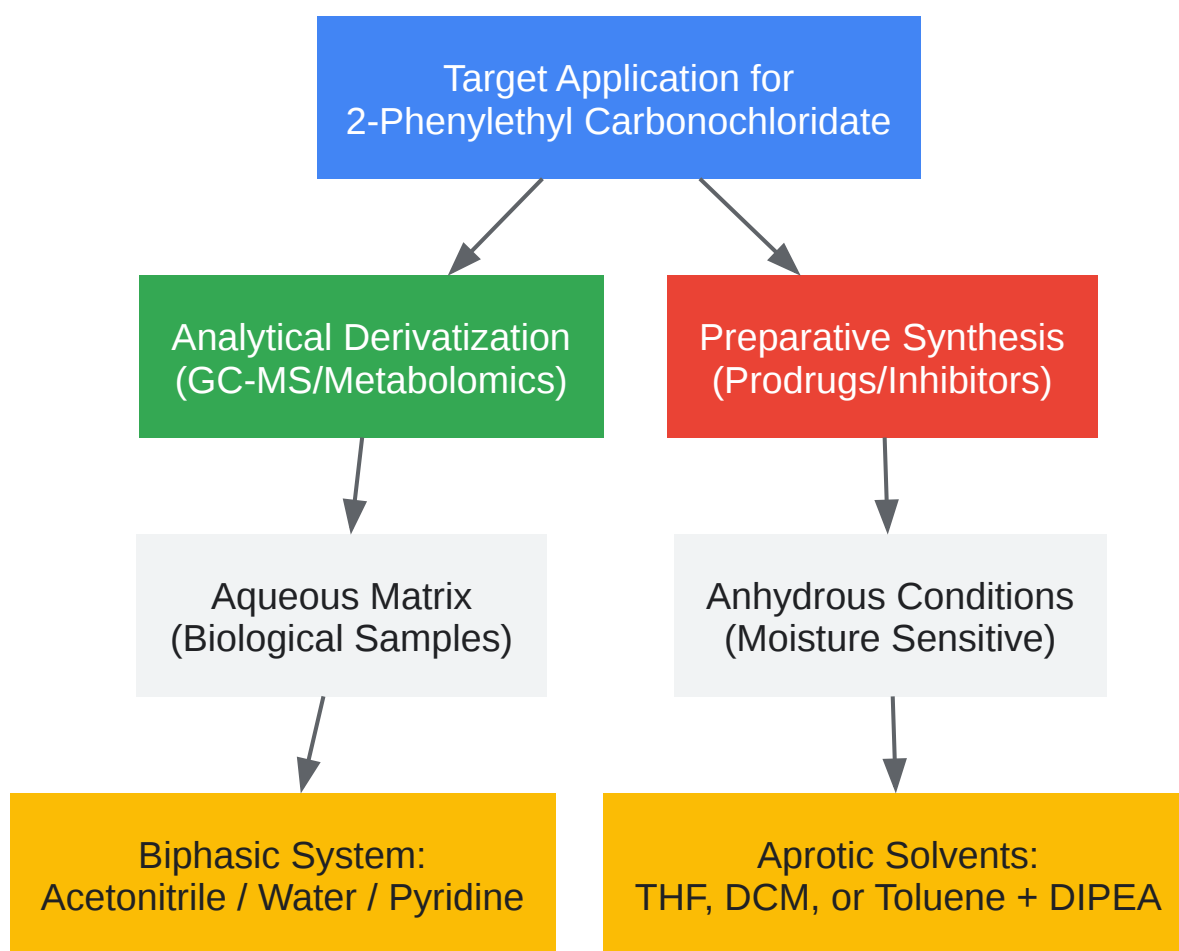 Target Application for
2-Phenylethyl Carbonochloridate
Analytical Derivatization
(GC-MS/Metabolomics)
Preparative Synthesis
(Prodrugs/Inhibitors)
Aqueous Matrix
(Biological Samples)
Anhydrous Conditions
(Moisture Sensitive)
Biphasic System:
Acetonitrile / Water / Pyridine
Aprotic Solvents:
THF, DCM, or Toluene + DIPEA